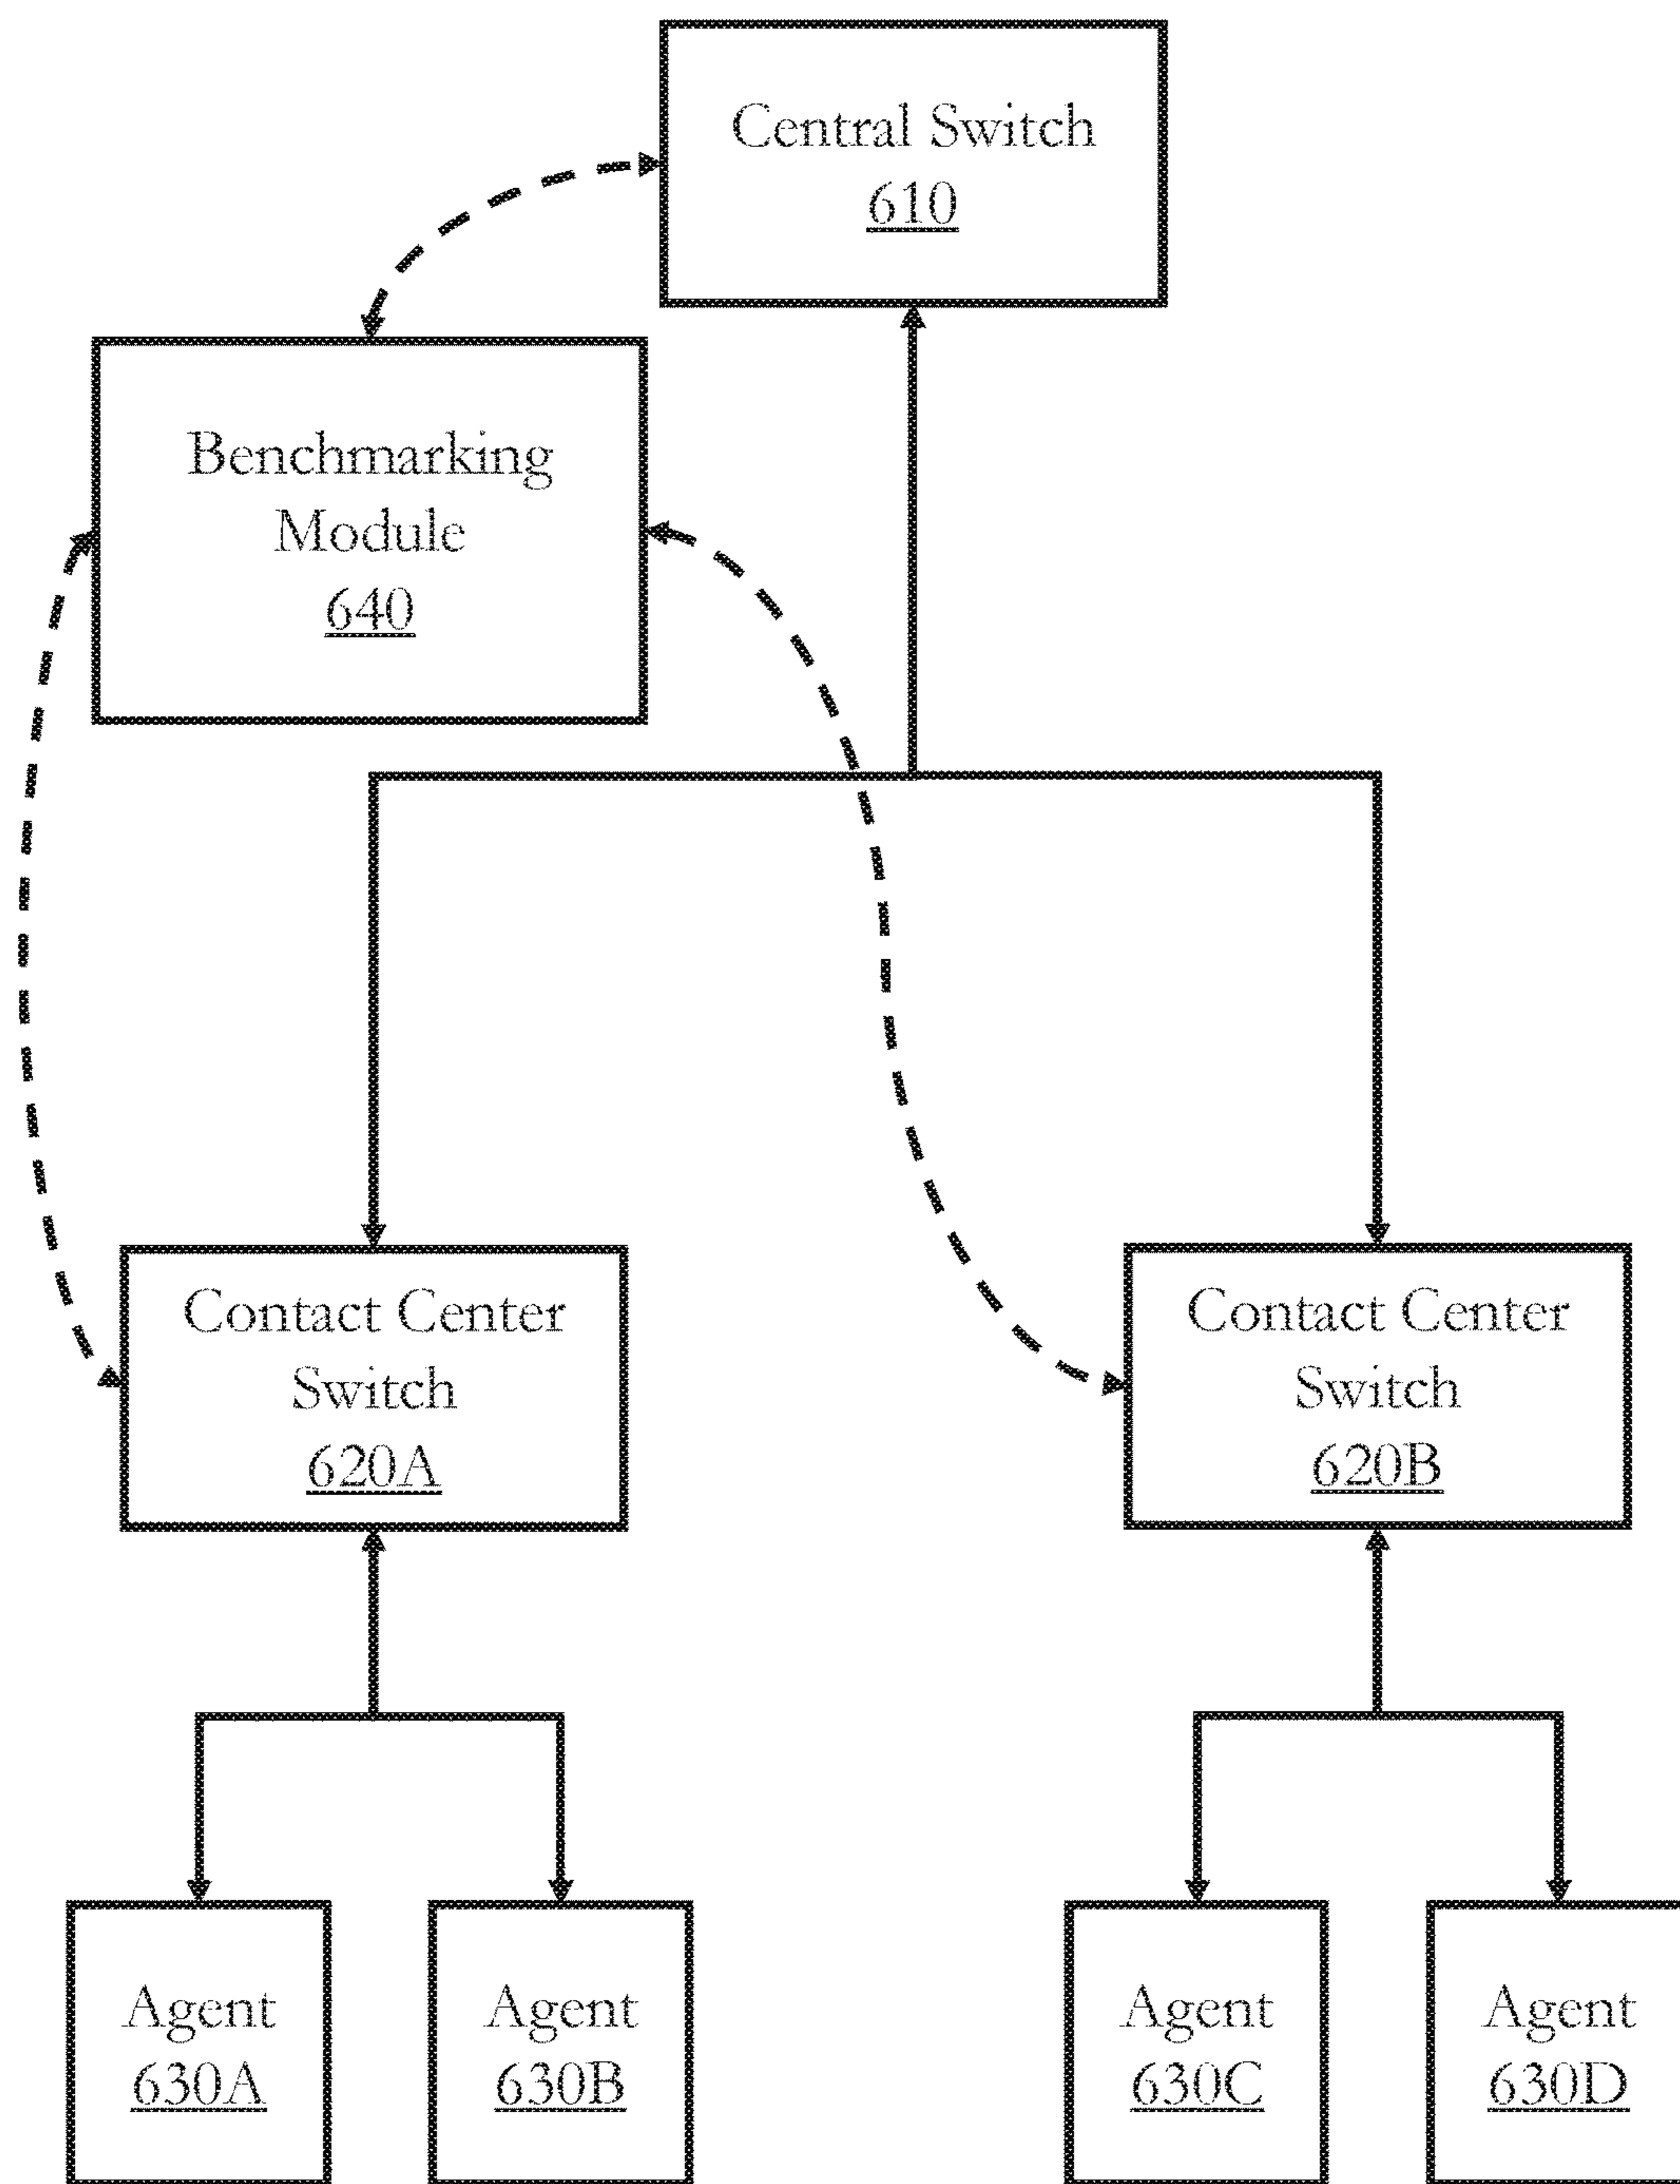 Central Switch
610
Benchmarking
Module
640
Contact Center
Switch
620A
Contact Center
Switch
620B
Agent
630A
Agent
630B
Agent
630C
Agent
630D